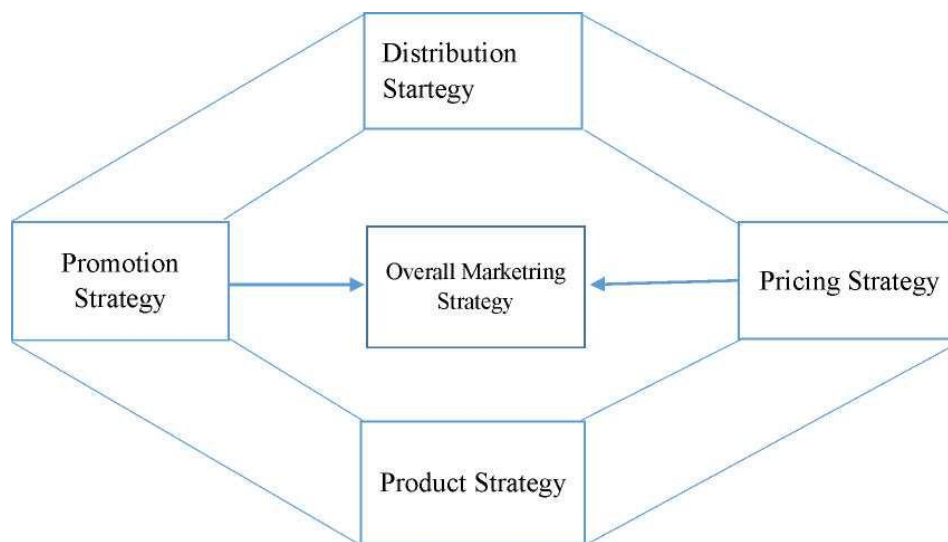 Distribution
Startegy
Promotion
Strategy
Overall Marketring
Strategy
Pricing Strategy
Product Strategy